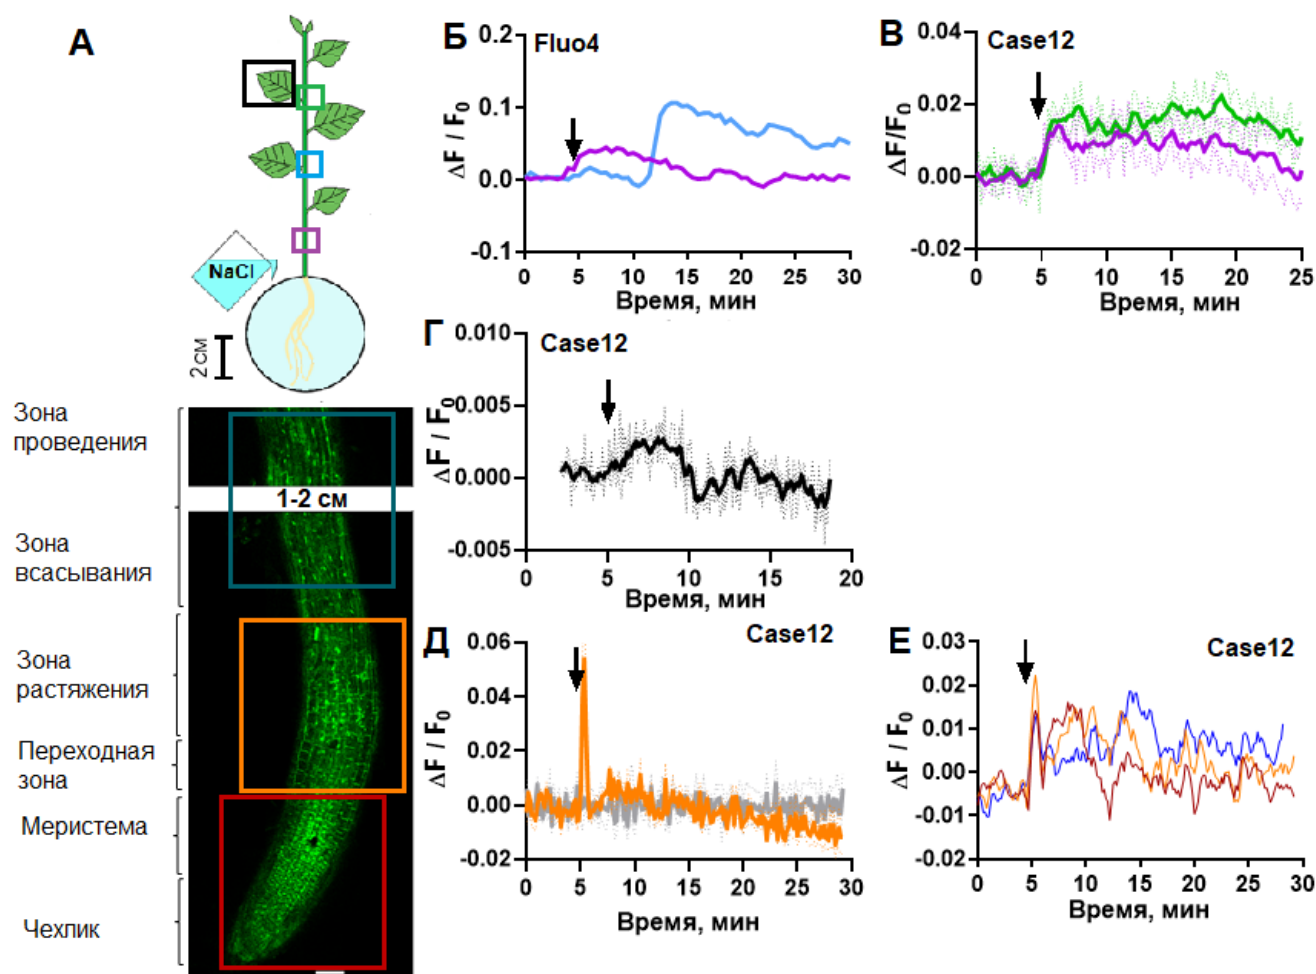 А
NaCl
2 см
Зона
проведения
1-2 см
Зона
всасывания
Зона
растяжения
Переходная
зона
Меристема
Чехлик
Б
Fluo4
ΔF / F0
0.2
0.1
0.0
-0.1
0 5 10 15 20 25 30
Время, мин
В
Case12
ΔF/F0
0.04
0.02
0.00
-0.02
0 5 10 15 20 25
Время, мин
Г
Case12
ΔF / F0
0.010
0.005
0.000
-0.005
0 5 10 15 20
Время, мин
Д
Case12
ΔF / F0
0.06
0.04
0.02
0.00
-0.02
0 5 10 15 20 25 30
Время, мин
Е
Case12
ΔF / F0
0.03
0.02
0.01
0.00
-0.01
-0.02
0 5 10 15 20 25 30
Время, мин